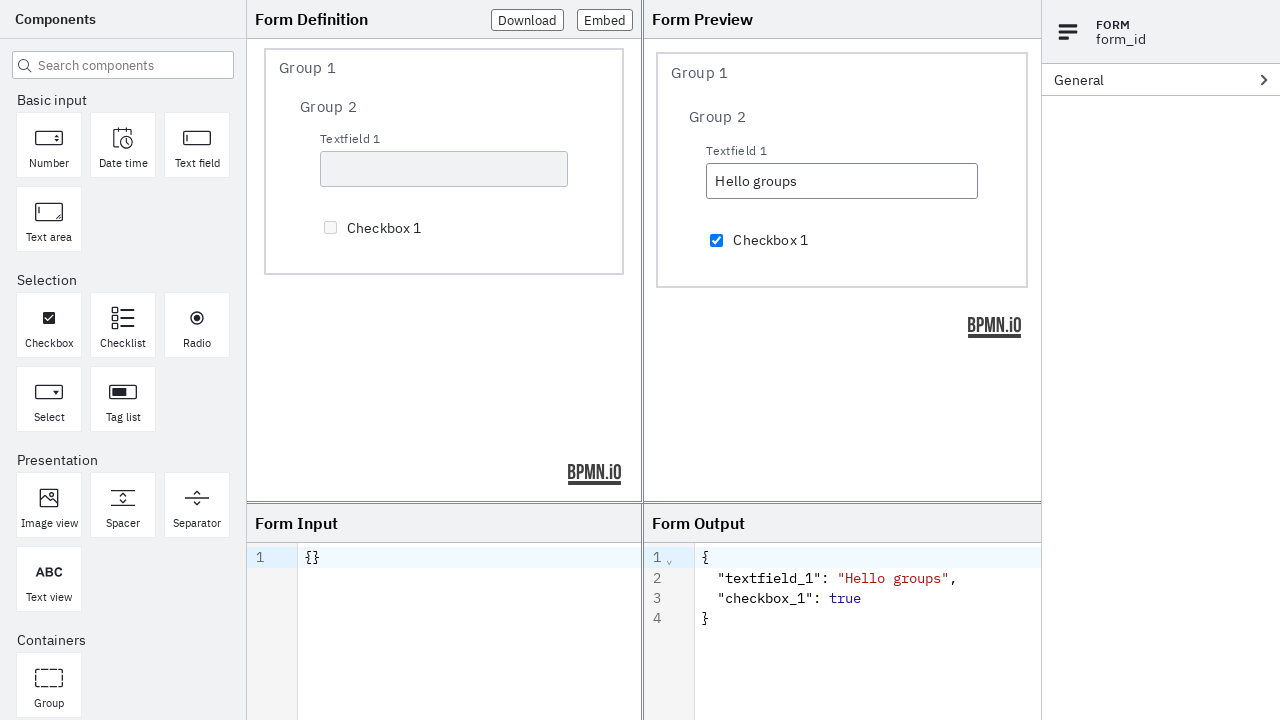 Components
Search components
Basic input
Number
Date time
Text field
Text area
Selection
Checkbox
Checklist
Radio
Select
Tag list
Presentation
Image view
Spacer
Separator
ABC
Text view
Containers
Group
Form Definition
Download
Embed
Group 1
Group 2
Textfield 1
Checkbox 1
BPMN.iO
Form Preview
Group 1
Group 2
Textfield 1
Hello groups
Checkbox 1
BPMN.iO
Form Input
1 {}
Form Output
1 {
2 "textfield_1": "Hello groups",
3 "checkbox_1": true
4 }
FORM
form_id
General